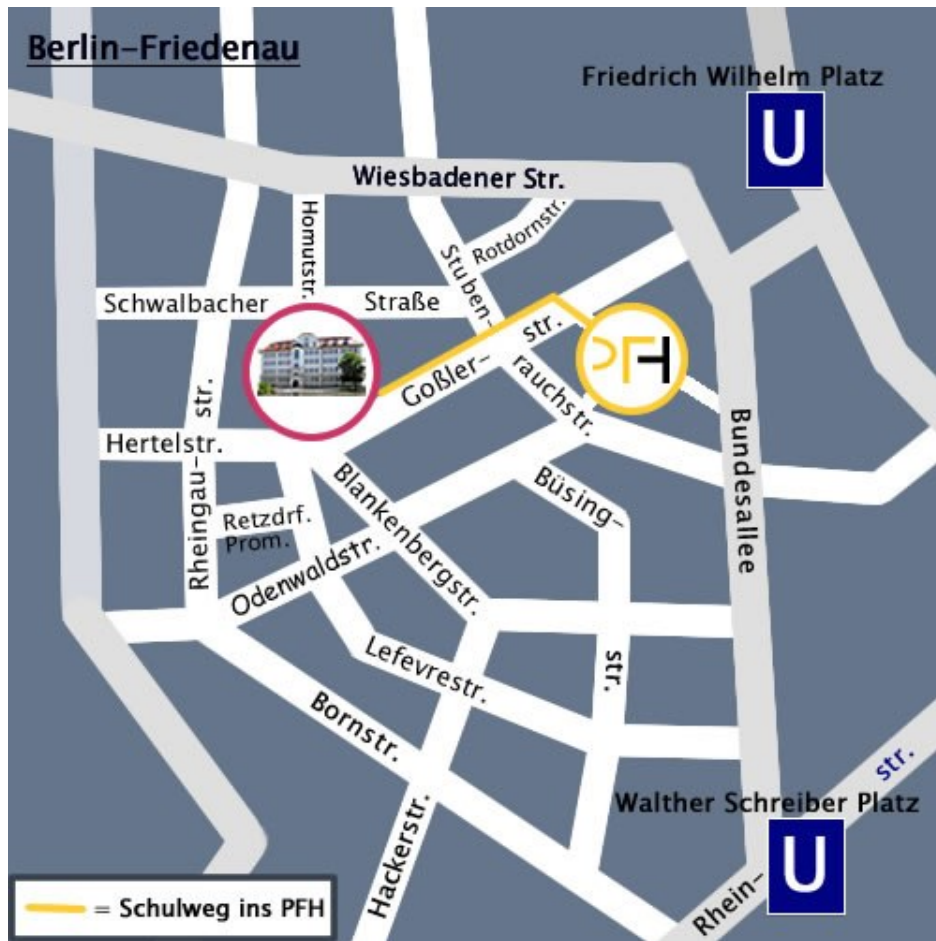 Berlin-Friedenau
Friedrich Wilhelm Platz
U
Wiesbadener Str.
Homutstr.
Rotdornstr.
Stuben-
rauchstr.
Schwalbacher
Straße
Goßler-
str.
PFH
Hertelstr.
Rheingau-
str.
Blankenbergstr.
Büsing-
str.
Bundesallee
Retzdrf.
Prom.
Odenwaldstr.
Lefevrestr.
Bornstr.
Hackerstr.
Walther Schreiber Platz
U
Rhein-
str.
= Schulweg ins PFH